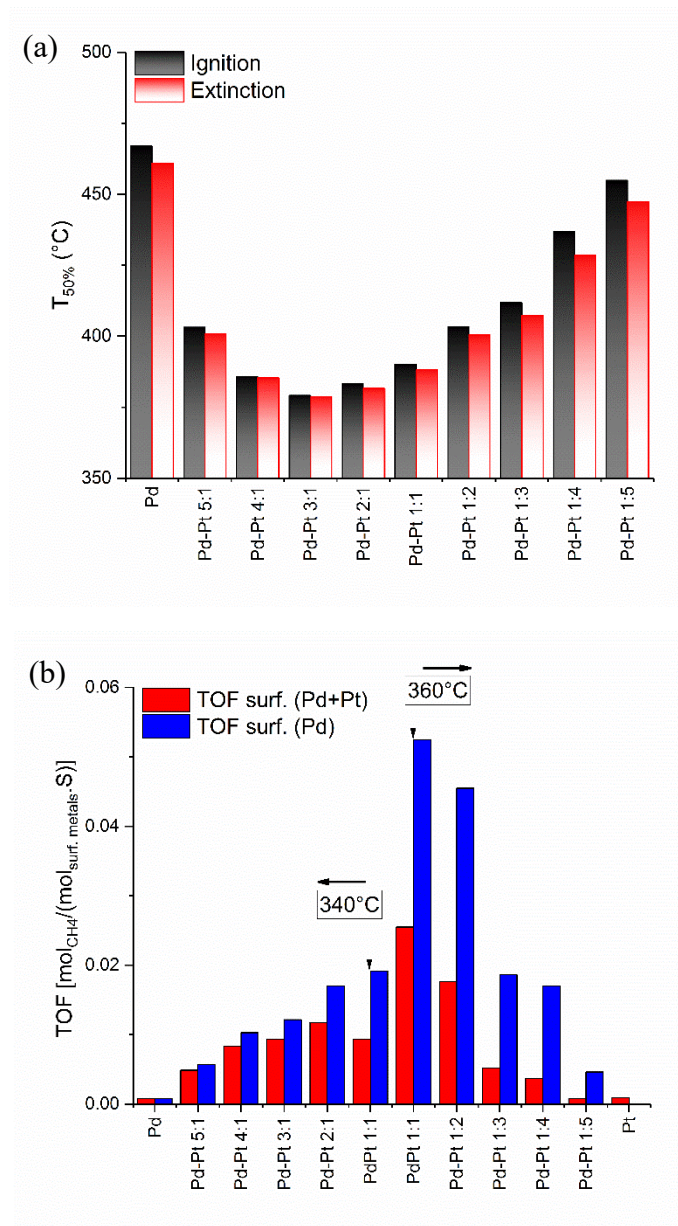 (a)
500
450
400
350
T50% (°C)
Ignition
Extinction
Pd
Pd-Pt 5:1
Pd-Pt 4:1
Pd-Pt 3:1
Pd-Pt 2:1
Pd-Pt 1:1
Pd-Pt 1:2
Pd-Pt 1:3
Pd-Pt 1:4
Pd-Pt 1:5
(b)
0.06
0.04
0.02
0.00
TOF [molCH4/(molsurf. metals·S)]
TOF surf. (Pd+Pt)
TOF surf. (Pd)
360°C
340°C
Pd
Pd-Pt 5:1
Pd-Pt 4:1
Pd-Pt 3:1
Pd-Pt 2:1
PdPt 1:1
PdPt 1:1
Pd-Pt 1:2
Pd-Pt 1:3
Pd-Pt 1:4
Pd-Pt 1:5
Pt